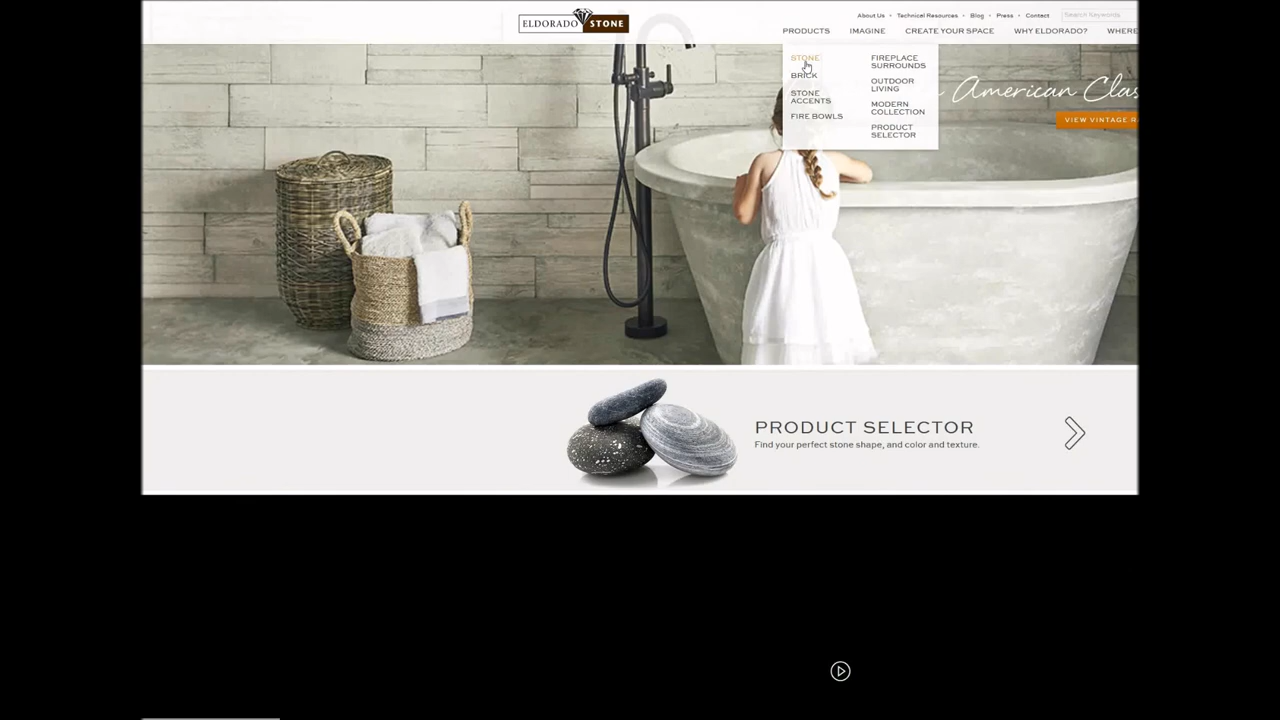 ELDORADO STONE
About Us • Technical Resources • Blog • Press • Contact
Search Keywords
PRODUCTS IMAGINE CREATE YOUR SPACE WHY ELDORADO? WHERE
STONE
BRICK
STONE
ACCENTS
FIRE BOWLS
FIREPLACE
SURROUNDS
OUTDOOR
LIVING
MODERN
COLLECTION
PRODUCT
SELECTOR
American Clas
VIEW VINTAGE R
PRODUCT SELECTOR
Find your perfect stone shape, and color and texture.